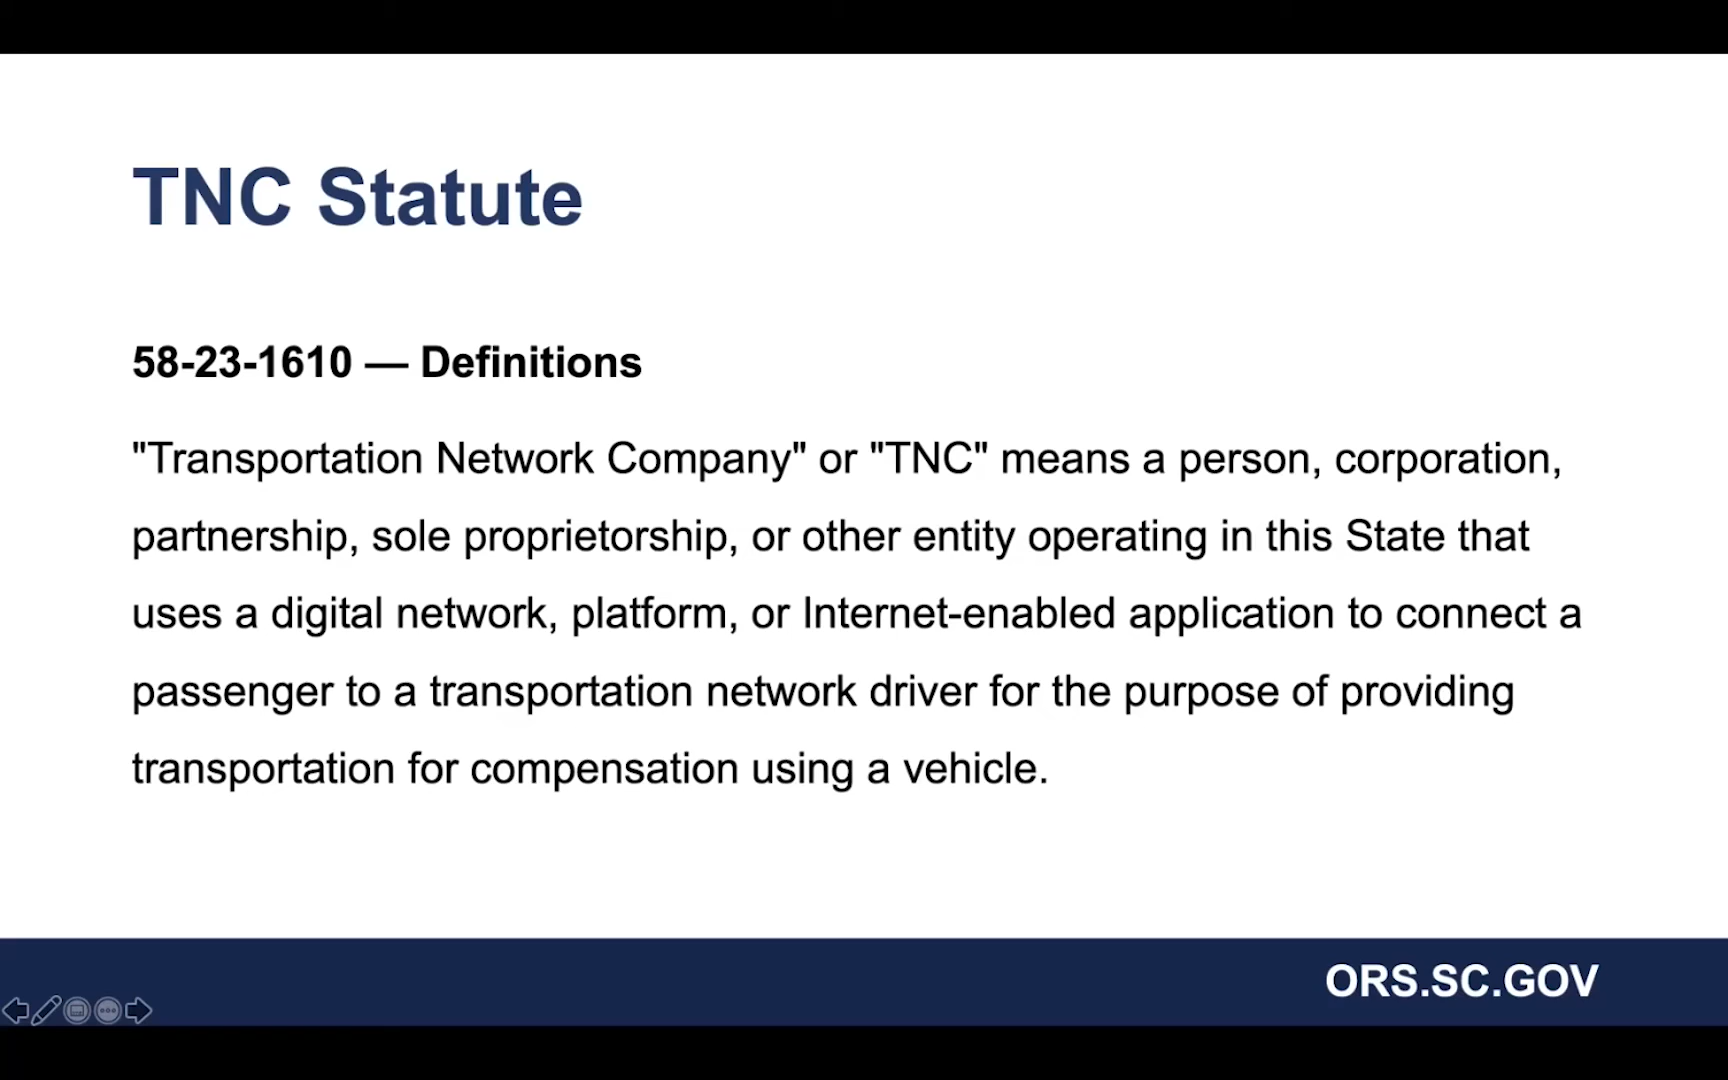 TNC Statute
58-23-1610 — Definitions
"Transportation Network Company" or "TNC" means a person, corporation,
partnership, sole proprietorship, or other entity operating in this State that
uses a digital network, platform, or Internet-enabled application to connect a
passenger to a transportation network driver for the purpose of providing
transportation for compensation using a vehicle.
ORS.SC.GOV